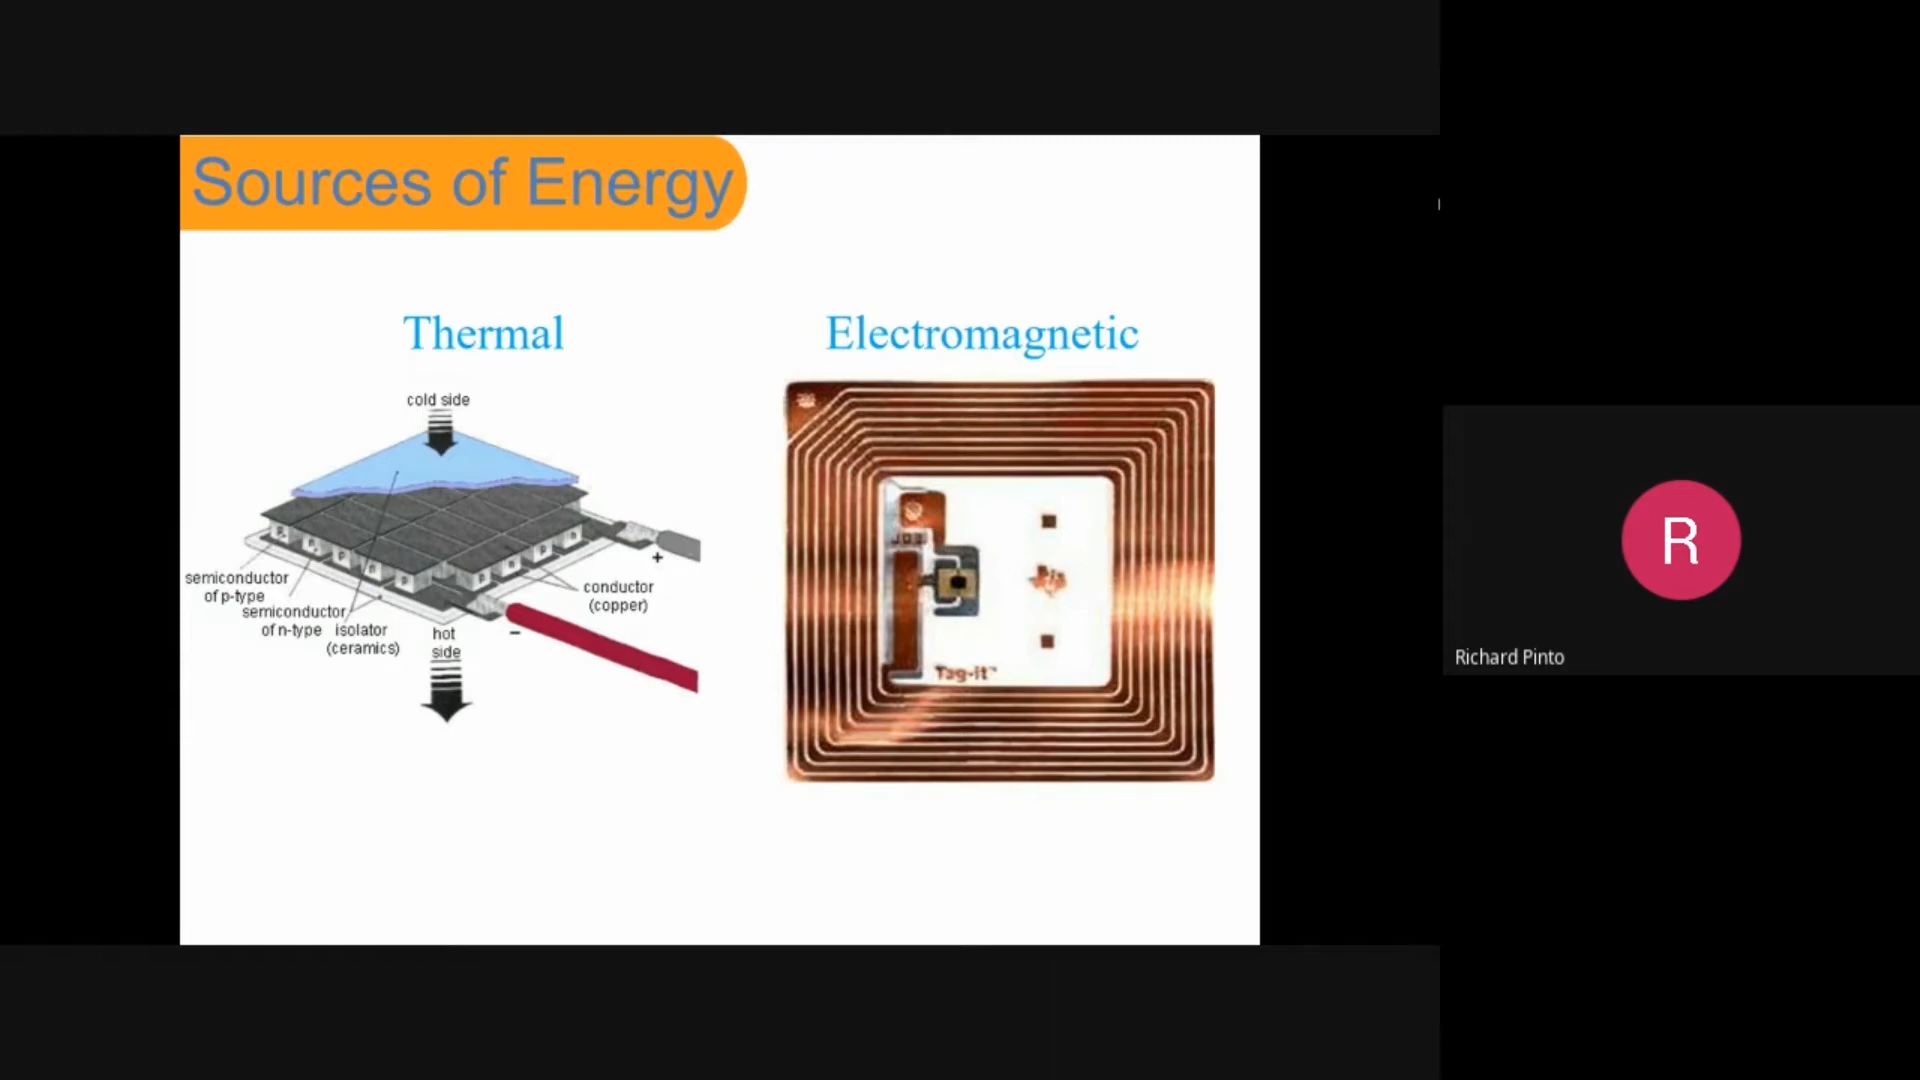 Sources of Energy
Thermal
Electromagnetic
cold side
+
semiconductor
of p-type
semiconductor
of n-type
isolator
(ceramics)
hot
side
–
conductor
(copper)
Tag-it™
R
Richard Pinto